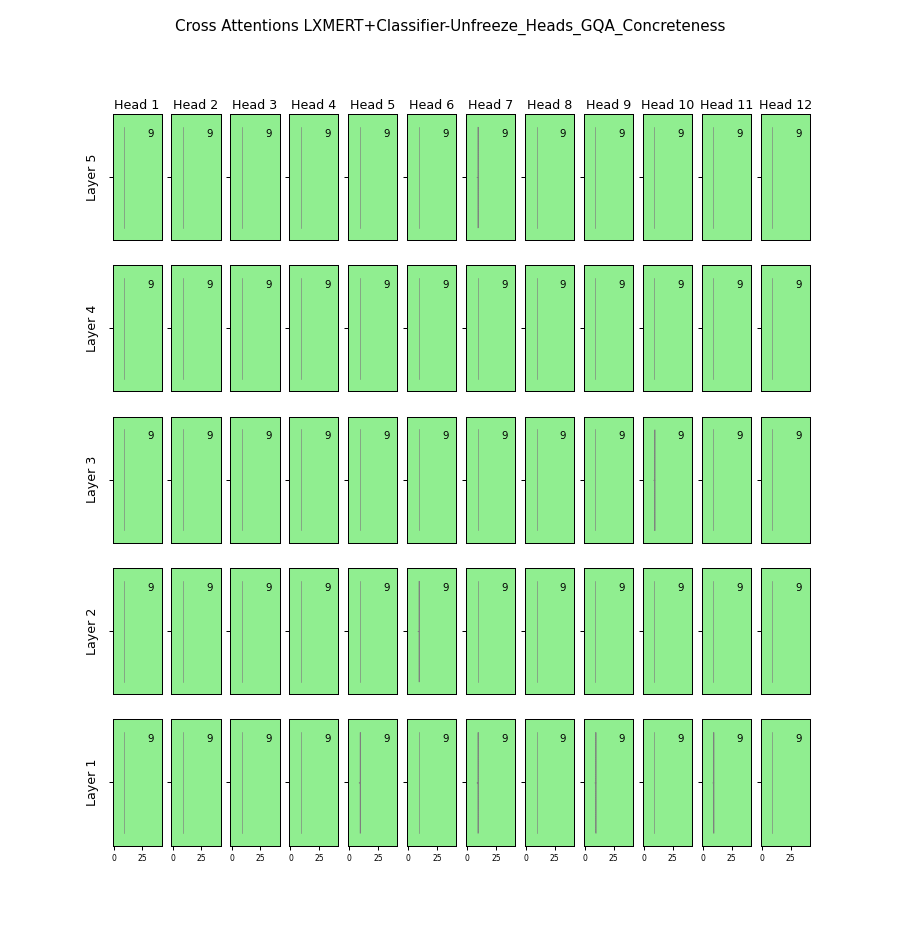 Cross Attentions LXMERT+Classifier-Unfreeze_Heads_GQA_Concreteness
Head 1 Head 2 Head 3 Head 4 Head 5 Head 6 Head 7 Head 8 Head 9 Head 10 Head 11 Head 12
Layer 5 9 9 9 9 9 9 9 9 9 9 9 9
Layer 4 9 9 9 9 9 9 9 9 9 9 9 9
Layer 3 9 9 9 9 9 9 9 9 9 9 9 9
Layer 2 9 9 9 9 9 9 9 9 9 9 9 9
Layer 1 9 9 9 9 9 9 9 9 9 9 9 9
0 25 0 25 0 25 0 25 0 25 0 25 0 25 0 25 0 25 0 25 0 25 0 25